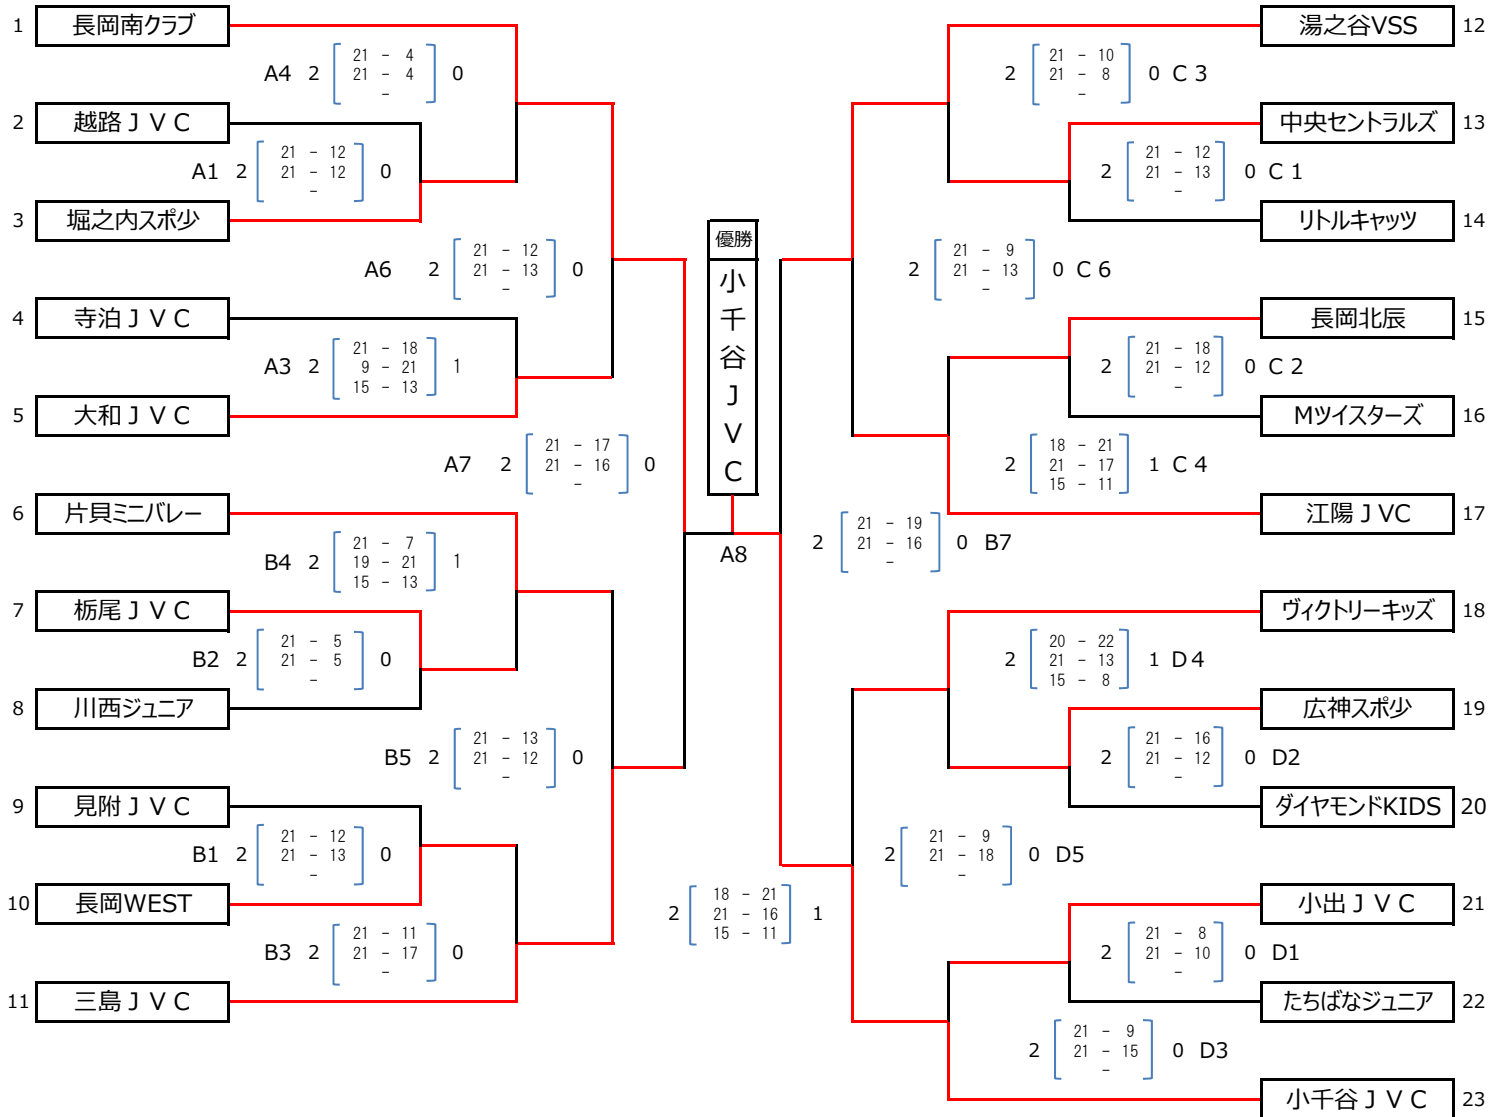 1 長岡南クラブ
A4 2 21 - 4 0
21 - 4
-
2 越路ＪＶＣ
A1 2 21 - 12 0
21 - 12
-
3 堀之内スポ少
A6 2 21 - 12 0
21 - 13
-
4 寺泊ＪＶＣ
A3 2 21 - 18 1
9 - 21
15 - 13
5 大和ＪＶＣ
A7 2 21 - 17 0
21 - 16
-
6 片貝ミニバレー
B4 2 21 - 7 1
19 - 21
15 - 13
7 栃尾ＪＶＣ
B2 2 21 - 5 0
21 - 5
-
8 川西ジュニア
B5 2 21 - 13 0
21 - 12
-
9 見附ＪＶＣ
B1 2 21 - 12 0
21 - 13
-
10 長岡WEST
B3 2 21 - 11 0
21 - 17
-
11 三島ＪＶＣ
優勝
小千谷ＪＶＣ
A8
2 18 - 21 1
21 - 16
15 - 11
湯之谷VSS 12
2 21 - 10 0 C 3
21 - 8
-
中央セントラルズ 13
2 21 - 12 0 C 1
21 - 13
-
リトルキャッツ 14
2 21 - 9 0 C 6
21 - 13
-
長岡北辰 15
2 21 - 18 0 C 2
21 - 12
-
Mツイスターズ 16
2 18 - 21 1 C 4
21 - 17
15 - 11
江陽ＪVC 17
2 21 - 19 0 B7
21 - 16
-
ヴィクトリーキッズ 18
2 20 - 22 1 D 4
21 - 13
15 - 8
広神スポ少 19
2 21 - 16 0 D2
21 - 12
-
ダイヤモンドKIDS 20
2 21 - 9 0 D5
21 - 18
-
小出ＪＶＣ 21
2 21 - 8 0 D1
21 - 10
-
たちばなジュニア 22
2 21 - 9 0 D3
21 - 15
-
小千谷ＪＶＣ 23